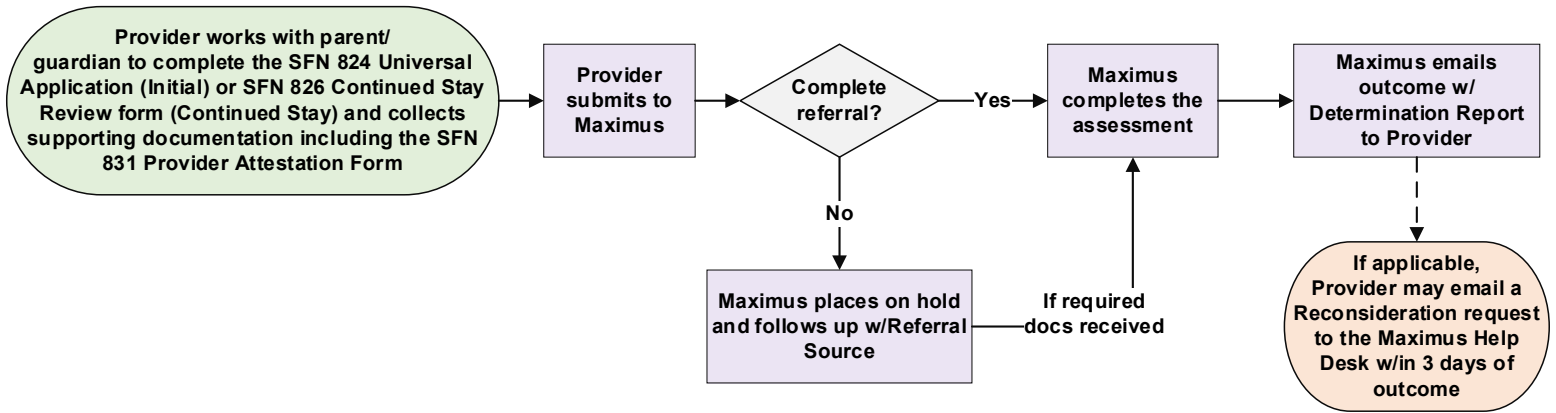 Provider works with parent/
guardian to complete the SFN 824 Universal
Application (Initial) or SFN 826 Continued Stay
Review form (Continued Stay) and collects
supporting documentation including the SFN
831 Provider Attestation Form
Provider
submits to
Maximus
Complete
referral?
Yes
Maximus
completes the
assessment
Maximus emails
outcome w/
Determination Report
to Provider
No
Maximus places on hold
and follows up w/Referral
Source
If required
docs received
If applicable,
Provider may email a
Reconsideration request
to the Maximus Help
Desk w/in 3 days of
outcome